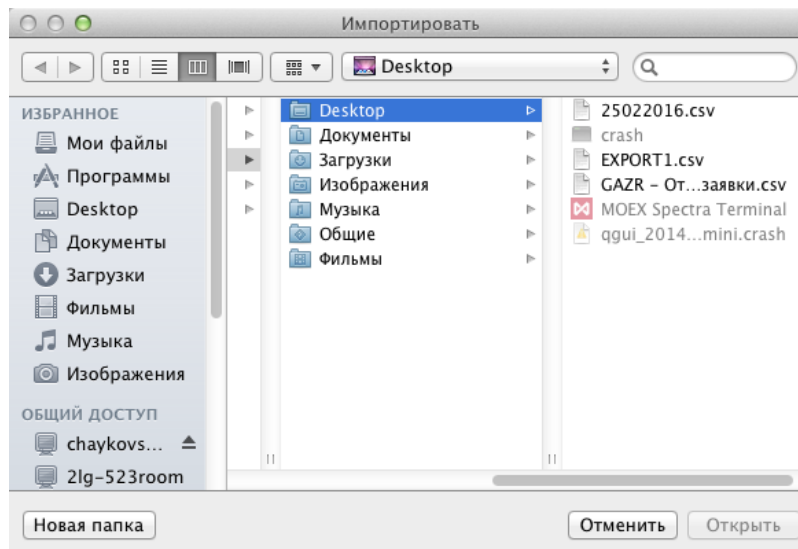 Импортировать
Desktop
ИЗБРАННОЕ
Мои файлы
Программы
Desktop
Документы
Загрузки
Фильмы
Музыка
Изображения
ОБЩИЙ ДОСТУП
chaykovs...
2lg-523room
Desktop
Документы
Загрузки
Изображения
Музыка
Общие
Фильмы
25022016.csv
crash
EXPORT1.csv
GAZR – От...заявки.csv
MOEX Spectra Terminal
qgui_2014...mini.crash
Новая папка
Отменить
Открыть